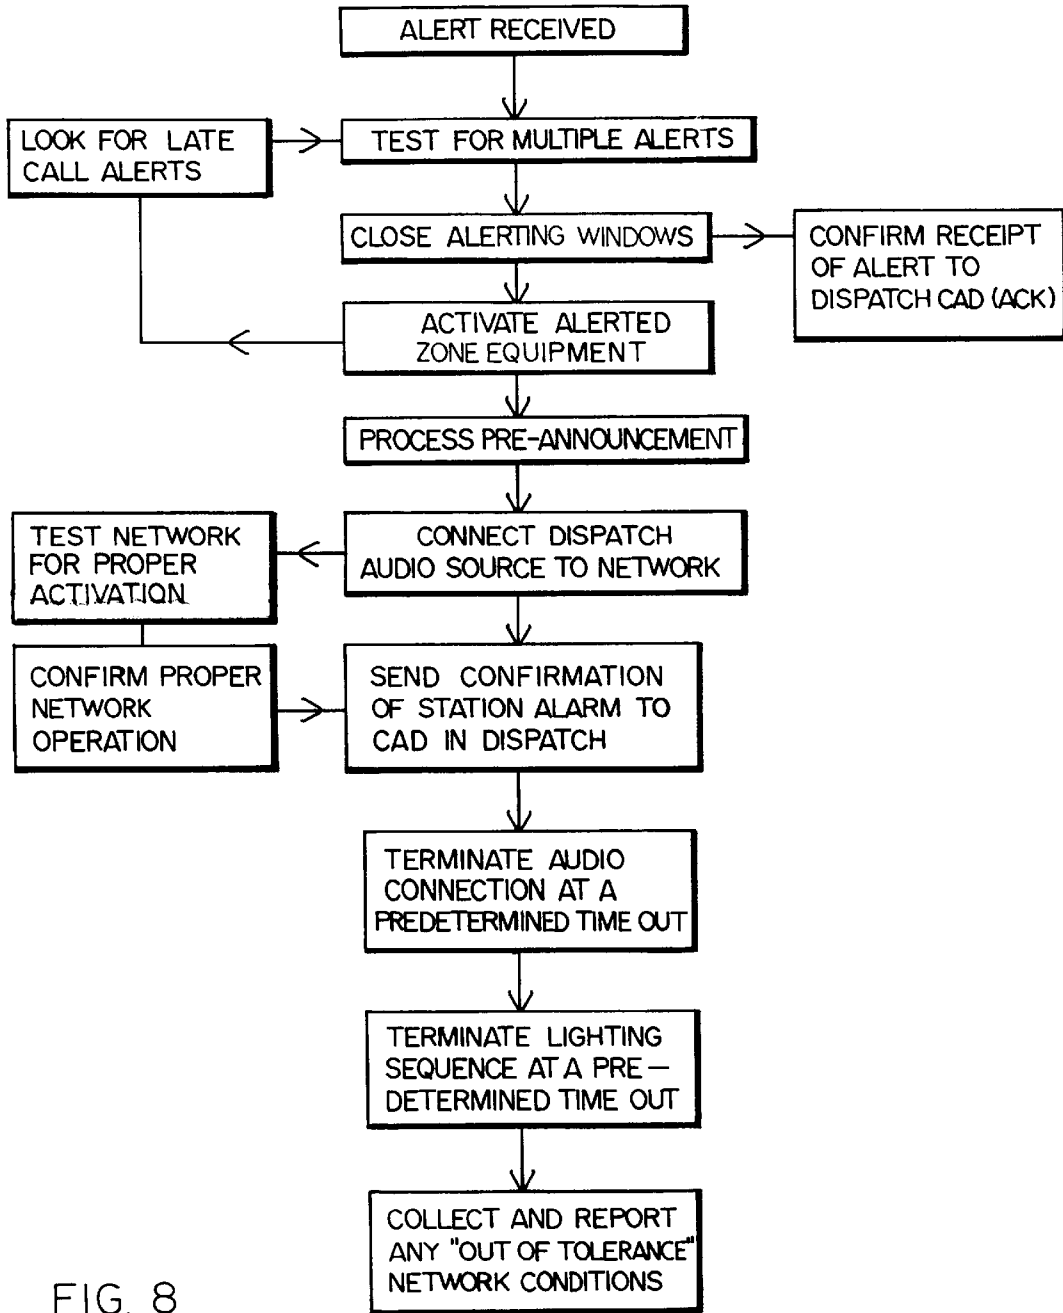 ALERT RECEIVED
LOOK FOR LATE
CALL ALERTS
TEST FOR MULTIPLE ALERTS
CLOSE ALERTING WINDOWS
CONFIRM RECEIPT
OF ALERT TO
DISPATCH CAD (ACK)
ACTIVATE ALERTED
ZONE EQUIPMENT
PROCESS PRE-ANNOUNCEMENT
CONNECT DISPATCH
AUDIO SOURCE TO NETWORK
TEST NETWORK
FOR PROPER
ACTIVATION
CONFIRM PROPER
NETWORK
OPERATION
SEND CONFIRMATION
OF STATION ALARM TO
CAD IN DISPATCH
TERMINATE AUDIO
CONNECTION AT A
PREDETERMINED TIME OUT
TERMINATE LIGHTING
SEQUENCE AT A PRE-
DETERMINED TIME OUT
COLLECT AND REPORT
ANY "OUT OF TOLERANCE"
NETWORK CONDITIONS
FIG. 8